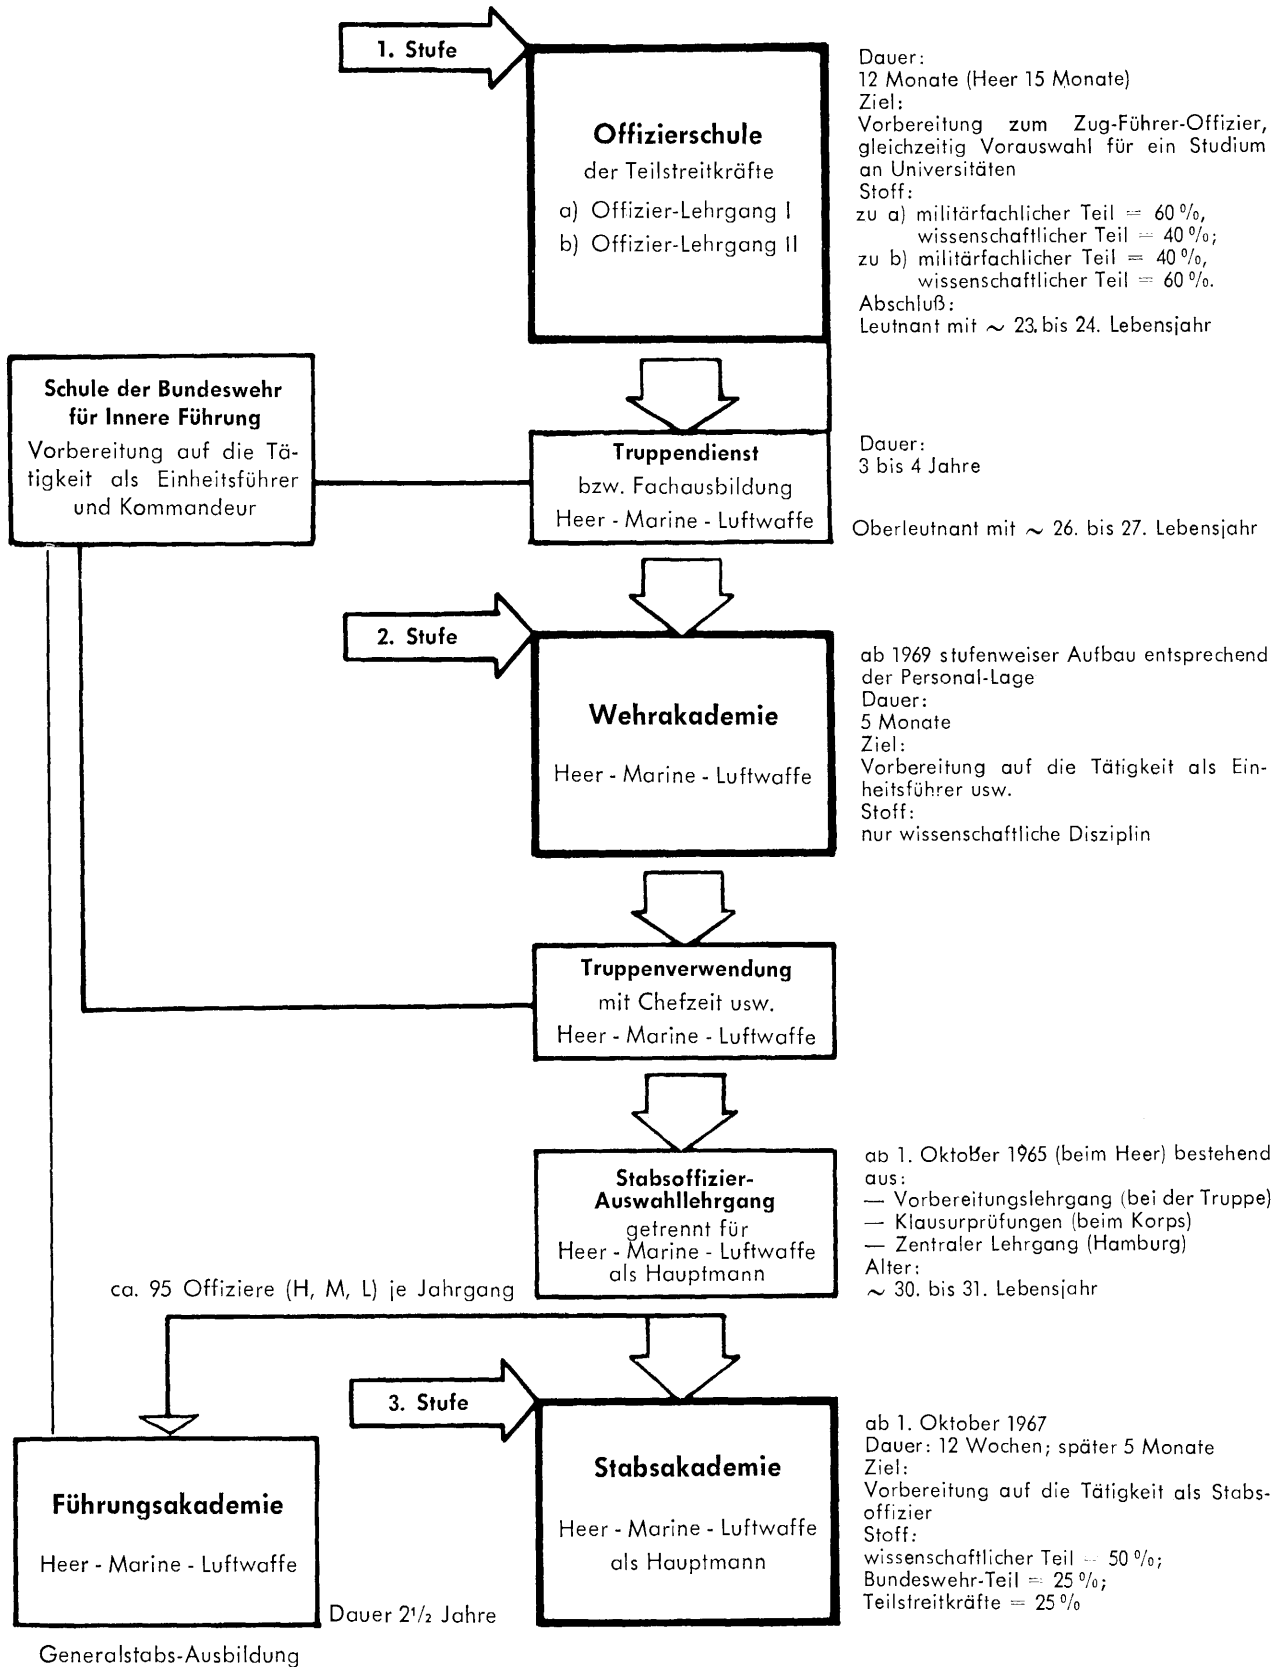 1. Stufe
Offizierschule
der Teilstreitkräfte
a) Offizier-Lehrgang I
b) Offizier-Lehrgang II
Dauer:
12 Monate (Heer 15 Monate)
Ziel:
Vorbereitung zum Zug-Führer-Offizier,
gleichzeitig Vorauswahl für ein Studium
an Universitäten
Stoff:
zu a) militärfachlicher Teil = 60 %,
wissenschaftlicher Teil = 40 %;
zu b) militärfachlicher Teil = 40 %,
wissenschaftlicher Teil = 60 %.
Abschluß:
Leutnant mit ~ 23. bis 24. Lebensjahr
Schule der Bundeswehr
für Innere Führung
Vorbereitung auf die Tä-
tigkeit als Einheitsführer
und Kommandeur
Truppendienst
bzw. Fachausbildung
Heer - Marine - Luftwaffe
Dauer:
3 bis 4 Jahre
Oberleutnant mit ~ 26. bis 27. Lebensjahr
2. Stufe
Wehrakademie
Heer - Marine - Luftwaffe
ab 1969 stufenweiser Aufbau entsprechend
der Personal-Lage
Dauer:
5 Monate
Ziel:
Vorbereitung auf die Tätigkeit als Ein-
heitsführer usw.
Stoff:
nur wissenschaftliche Disziplin
Truppenverwendung
mit Chefzeit usw.
Heer - Marine - Luftwaffe
Stabsoffizier-
Auswahllehrgang
getrennt für
Heer - Marine - Luftwaffe
als Hauptmann
ab 1. Oktober 1965 (beim Heer) bestehend
aus:
— Vorbereitungslehrgang (bei der Truppe)
— Klausurprüfungen (beim Korps)
— Zentraler Lehrgang (Hamburg)
Alter:
~ 30. bis 31. Lebensjahr
ca. 95 Offiziere (H, M, L) je Jahrgang
3. Stufe
Stabsakademie
Heer - Marine - Luftwaffe
als Hauptmann
ab 1. Oktober 1967
Dauer: 12 Wochen; später 5 Monate
Ziel:
Vorbereitung auf die Tätigkeit als Stabs-
offizier
Stoff:
wissenschaftlicher Teil = 50 %;
Bundeswehr-Teil = 25 %;
Teilstreitkräfte = 25 %
Führungsakademie
Heer - Marine - Luftwaffe
Dauer 2 1/2 Jahre
Generalstabs-Ausbildung